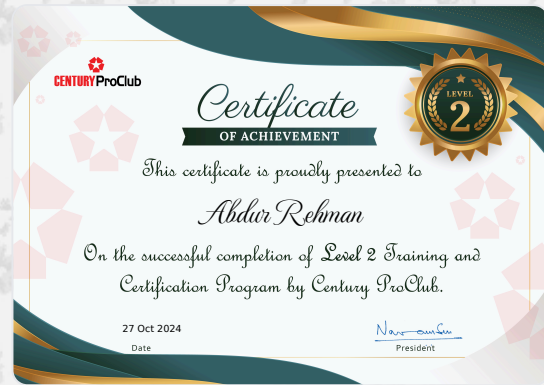 CENTURY ProClub
LEVEL
2
Certificate
OF ACHIEVEMENT
This certificate is proudly presented to
Abdur Rehman
On the successful completion of Level 2 Training and
Certification Program by Century ProClub.
27 Oct 2024
Date
President